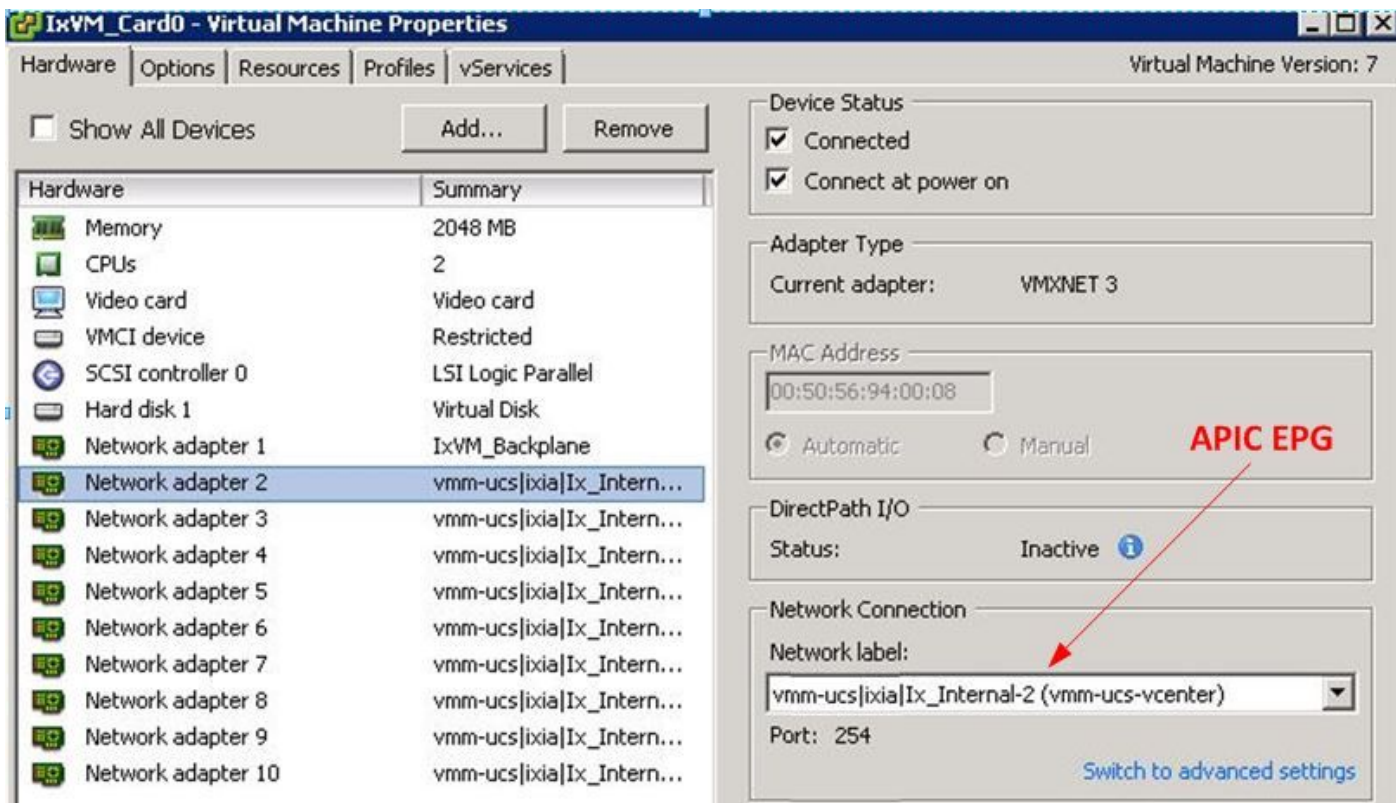 IxVM_Card0 - Virtual Machine Properties
Hardware Options Resources Profiles vServices Virtual Machine Version: 7
Show All Devices Add... Remove
Hardware Summary
Memory 2048 MB
CPUs 2
Video card Video card
VMCI device Restricted
SCSI controller 0 LSI Logic Parallel
Hard disk 1 Virtual Disk
Network adapter 1 IxVM_Backplane
Network adapter 2 vmm-ucs|ixia|Ix_Intern...
Network adapter 3 vmm-ucs|ixia|Ix_Intern...
Network adapter 4 vmm-ucs|ixia|Ix_Intern...
Network adapter 5 vmm-ucs|ixia|Ix_Intern...
Network adapter 6 vmm-ucs|ixia|Ix_Intern...
Network adapter 7 vmm-ucs|ixia|Ix_Intern...
Network adapter 8 vmm-ucs|ixia|Ix_Intern...
Network adapter 9 vmm-ucs|ixia|Ix_Intern...
Network adapter 10 vmm-ucs|ixia|Ix_Intern...
Device Status
Connected
Connect at power on
Adapter Type
Current adapter: VMXNET 3
MAC Address
00:50:56:94:00:08
Automatic Manual
APIC EPG
DirectPath I/O
Status: Inactive
Network Connection
Network label:
vmm-ucs|ixia|Ix_Internal-2 (vmm-ucs-vcenter)
Port: 254
Switch to advanced settings